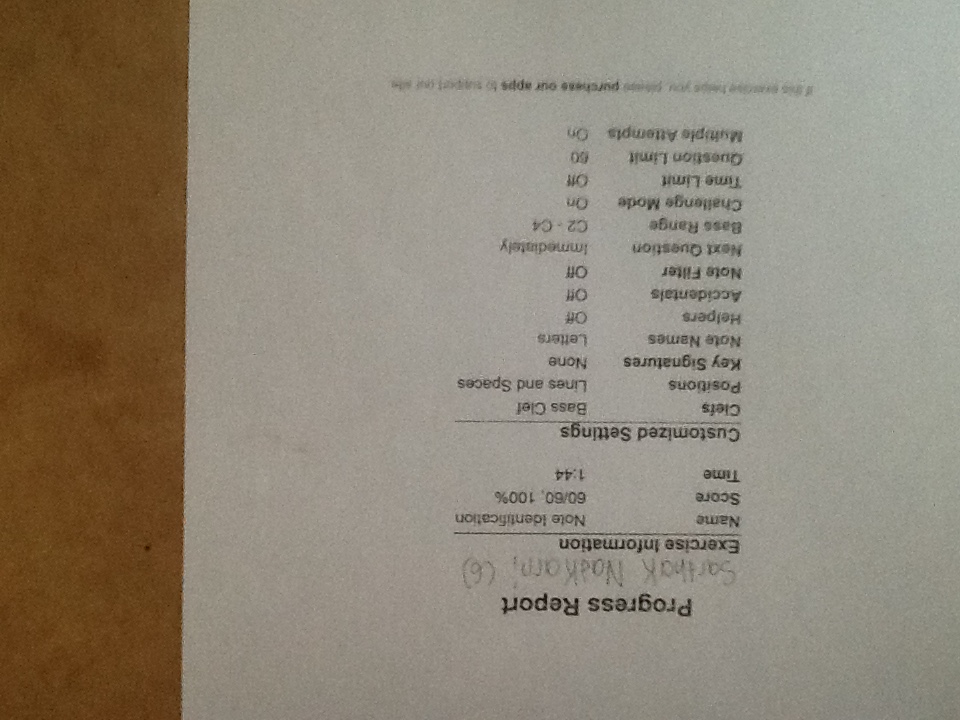 Progress Report
Sarthak Nadkarni (6)
Exercise Information
Name Note Identification
Score 60/60, 100%
Time 1:44
Customized Settings
Clefs Bass Clef
Positions Lines and Spaces
Key Signatures None
Note Names Letters
Helpers Off
Accidentals Off
Note Filter Off
Next Question Immediately
Bass Range C2 - C4
Challenge Mode On
Time Limit Off
Question Limit 60
Multiple Attempts On
If this exercise helps you, please purchase our apps to support our site.